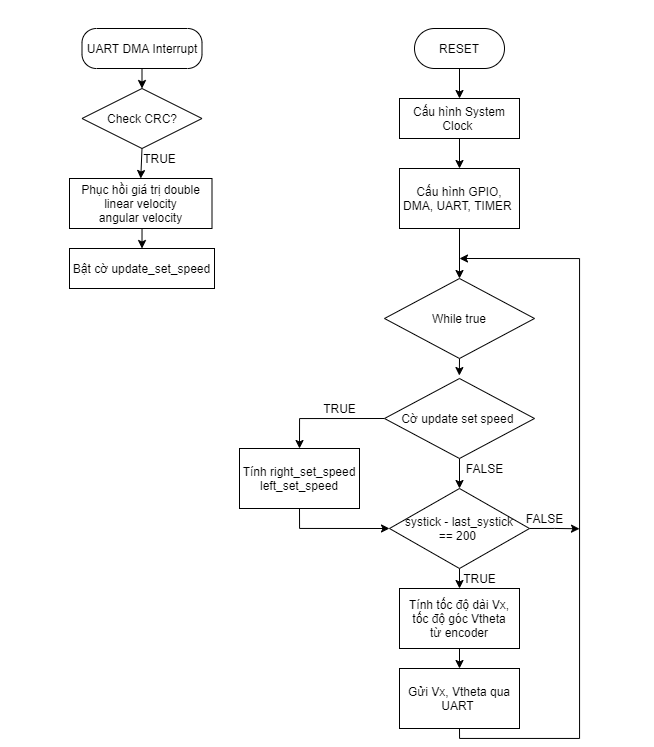 UART DMA Interrupt
Check CRC?
TRUE
Phục hồi giá trị double
linear velocity
angular velocity
Bật cờ update_set_speed
RESET
Cấu hình System
Clock
Cấu hình GPIO,
DMA, UART, TIMER
While true
Cờ update set speed
TRUE
FALSE
Tính right_set_speed
left_set_speed
systick - last_systick
== 200
FALSE
TRUE
Tính tốc độ dài Vx,
tốc độ góc Vtheta
từ encoder
Gửi Vx, Vtheta qua
UART